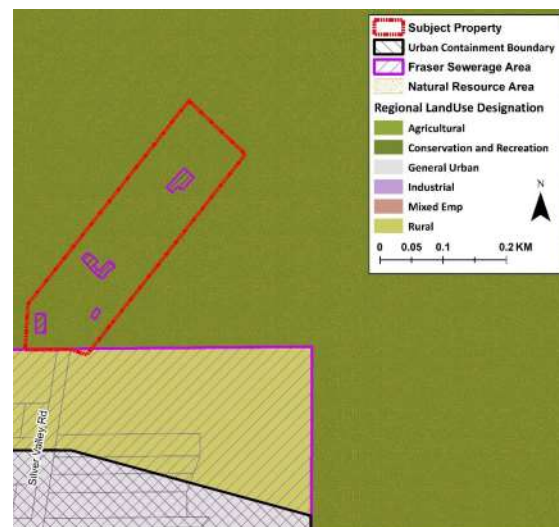 Subject Property
Urban Containment Boundary
Fraser Sewerage Area
Natural Resource Area
Regional LandUse Designation
Agricultural
Conservation and Recreation
General Urban
Industrial
Mixed Emp
Rural
N
0 0.05 0.1 0.2 KM
Silver Valley Rd